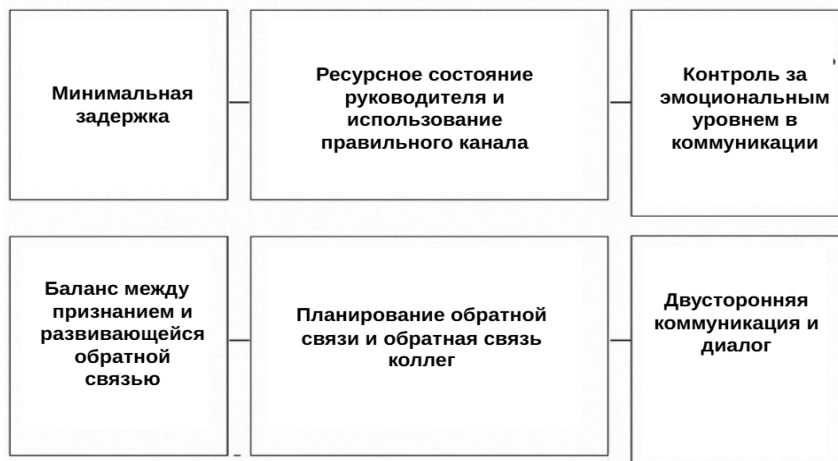 Минимальная
задержка
Ресурсное состояние
руководителя и
использование
правильного канала
Контроль за
эмоциональным
уровнем в
коммуникации
Баланс между
признанием и
развивающейся
обратной
связью
Планирование обратной
связи и обратная связь
коллег
Двусторонняя
коммуникация и
диалог